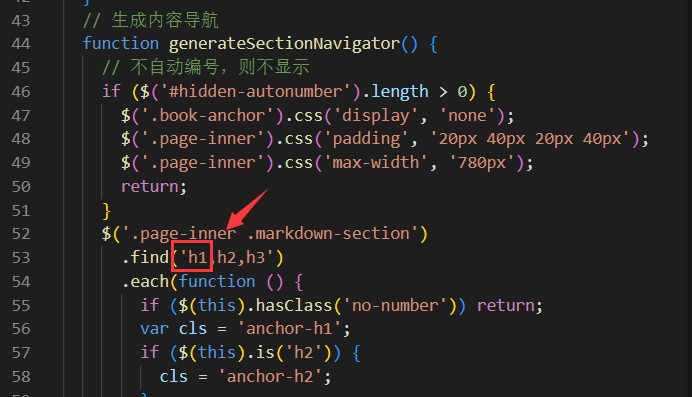 42 }
43 // 生成内容导航
44 function generateSectionNavigator() {
45 // 不自动编号，则不显示
46 if ($('#hidden-autonumber').length > 0) {
47 $('.book-anchor').css('display', 'none');
48 $('.page-inner').css('padding', '20px 40px 20px 40px');
49 $('.page-inner').css('max-width', '780px');
50 return;
51 }
52 $('.page-inner .markdown-section')
53 .find('h1,h2,h3')
54 .each(function () {
55 if ($(this).hasClass('no-number')) return;
56 var cls = 'anchor-h1';
57 if ($(this).is('h2')) {
58 cls = 'anchor-h2';